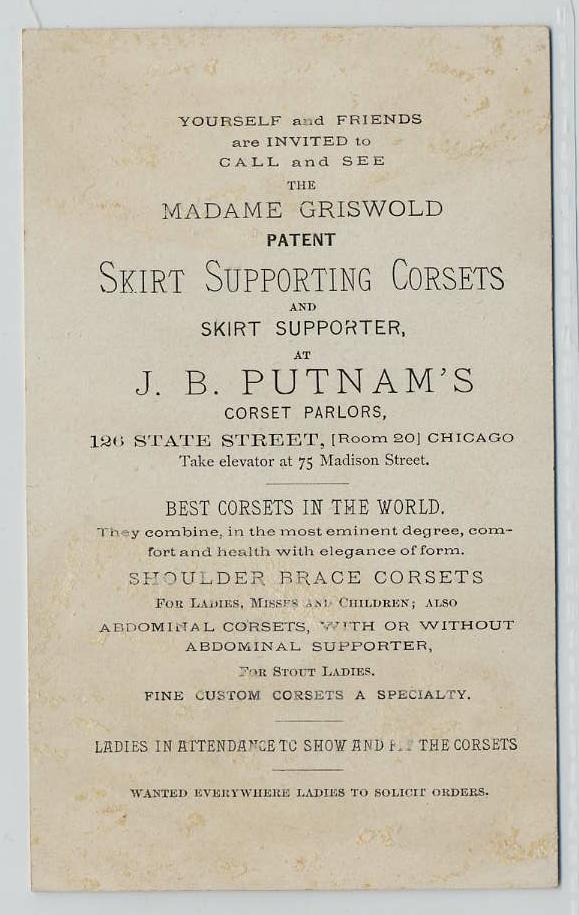 YOURSELF and FRIENDS
are INVITED to
CALL and SEE
THE
MADAME GRISWOLD
PATENT
SKIRT SUPPORTING CORSETS
AND
SKIRT SUPPORTER,
AT
J. B. PUTNAM'S
CORSET PARLORS,
126 STATE STREET, [Room 20] CHICAGO
Take elevator at 75 Madison Street.
BEST CORSETS IN THE WORLD.
They combine, in the most eminent degree, com-
fort and health with elegance of form.
SHOULDER BRACE CORSETS
FOR LADIES, MISSES AND CHILDREN; ALSO
ABDOMINAL CORSETS, WITH OR WITHOUT
ABDOMINAL SUPPORTER,
FOR STOUT LADIES.
FINE CUSTOM CORSETS A SPECIALTY.
LADIES IN ATTENDANCE TO SHOW AND FIT THE CORSETS
WANTED EVERYWHERE LADIES TO SOLICIT ORDERS.